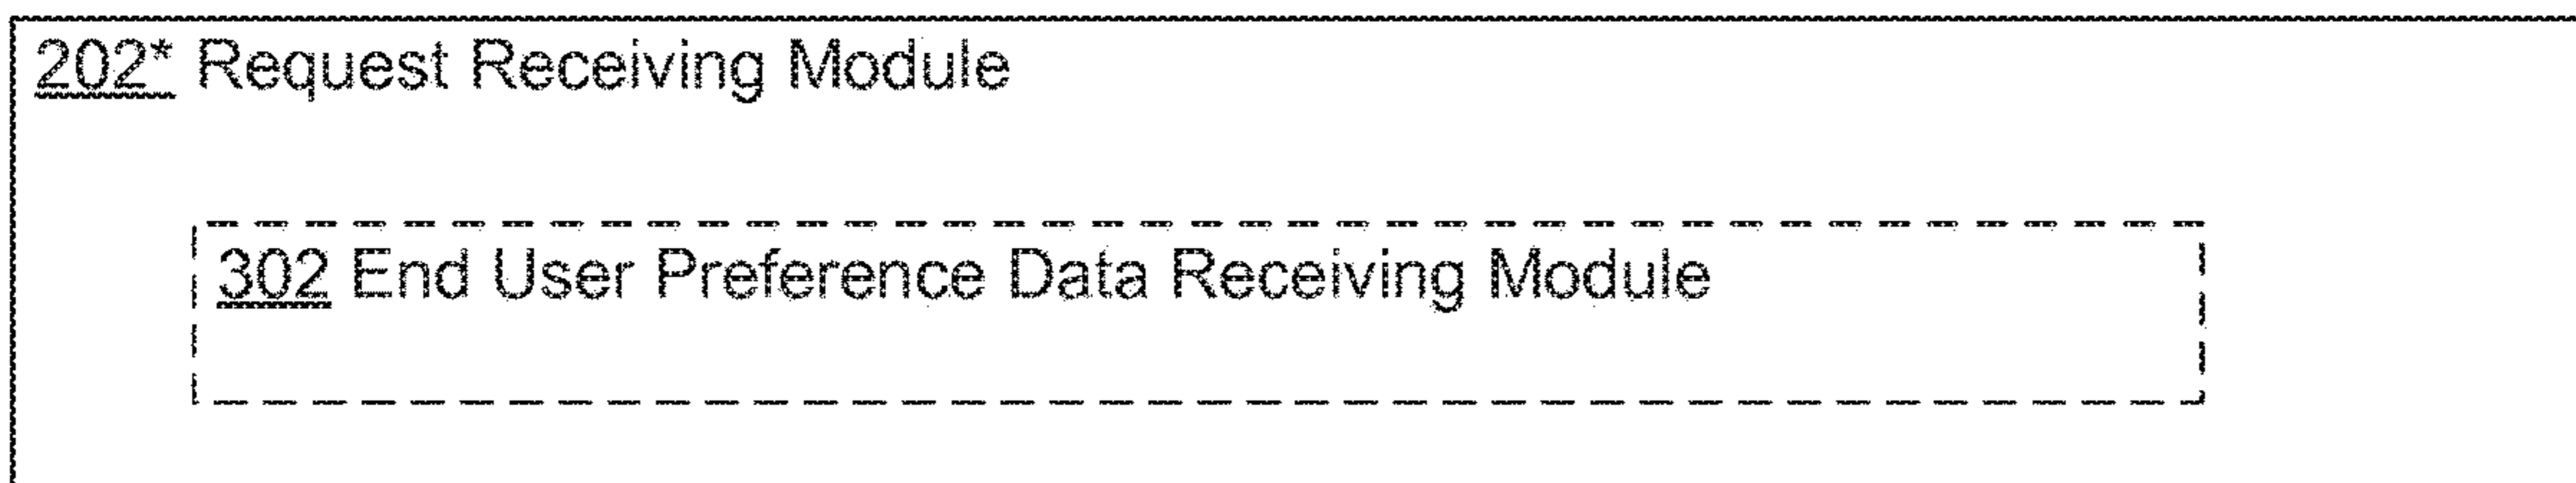 202* Request Receiving Module
302 End User Preference Data Receiving Module